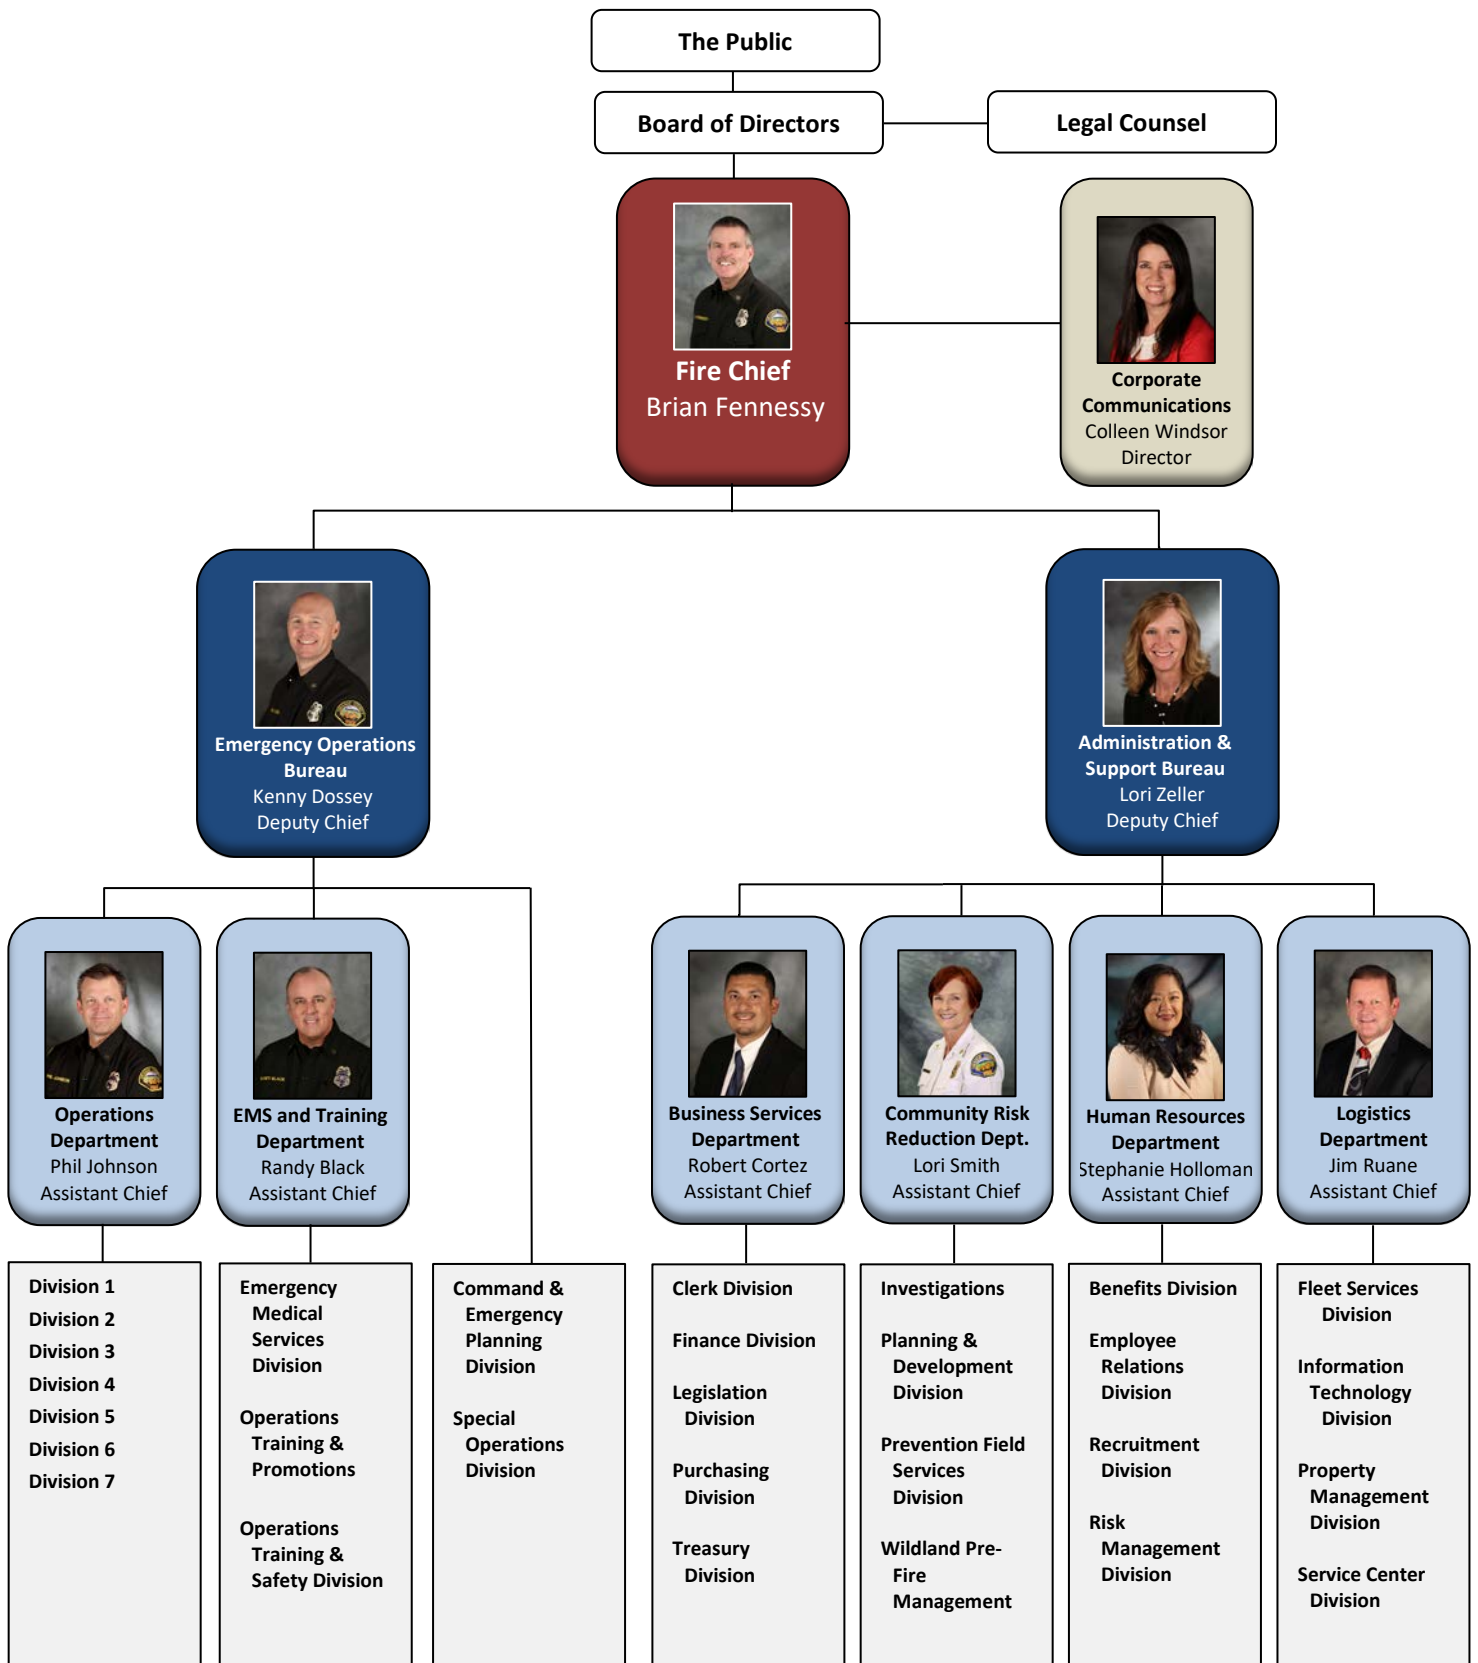 The Public
Board of Directors
Legal Counsel
Fire Chief
Brian Fennessy
Corporate
Communications
Colleen Windsor
Director
Emergency Operations
Bureau
Kenny Dossey
Deputy Chief
Administration &
Support Bureau
Lori Zeller
Deputy Chief
Operations
Department
Phil Johnson
Assistant Chief
EMS and Training
Department
Randy Black
Assistant Chief
Business Services
Department
Robert Cortez
Assistant Chief
Community Risk
Reduction Dept.
Lori Smith
Assistant Chief
Human Resources
Department
Stephanie Holloman
Assistant Chief
Logistics
Department
Jim Ruane
Assistant Chief
Division 1
Division 2
Division 3
Division 4
Division 5
Division 6
Division 7
Emergency
Medical
Services
Division
Operations
Training &
Promotions
Operations
Training &
Safety Division
Command &
Emergency
Planning
Division
Special
Operations
Division
Clerk Division
Finance Division
Legislation
Division
Purchasing
Division
Treasury
Division
Investigations
Planning &
Development
Division
Prevention Field
Services
Division
Wildland Pre-
Fire
Management
Benefits Division
Employee
Relations
Division
Recruitment
Division
Risk
Management
Division
Fleet Services
Division
Information
Technology
Division
Property
Management
Division
Service Center
Division